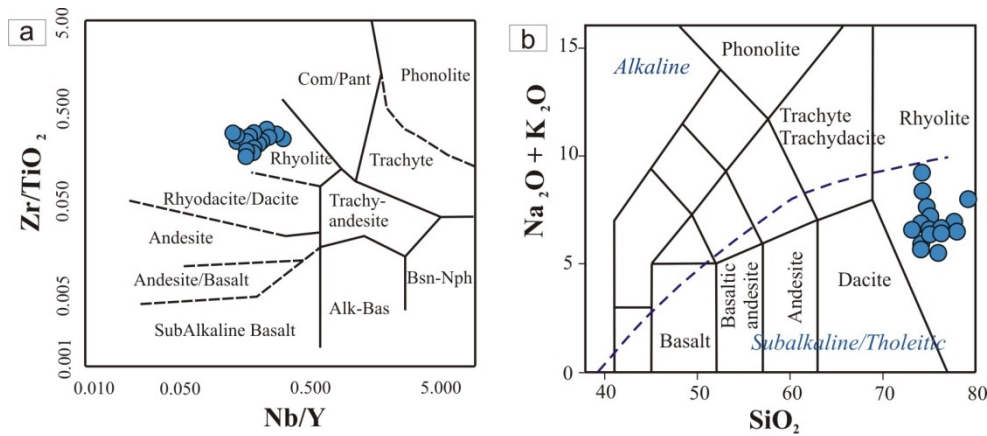 a
5.00
0.500
0.050
0.005
0.001
Zr/TiO2
Com/Pant
Phonolite
Rhyolite
Trachyte
Rhyodacite/Dacite
Trachy-
andesite
Andesite
Andesite/Basalt
Bsn-Nph
Alk-Bas
SubAlkaline Basalt
0.010
0.050
0.500
5.000
Nb/Y
b
15
10
5
0
Na2O + K2O
Alkaline
Phonolite
Trachyte
Trachydacite
Rhyolite
Basalt
Basaltic
andesite
Andesite
Dacite
Subalkaline/Tholeitic
40
50
60
70
80
SiO2